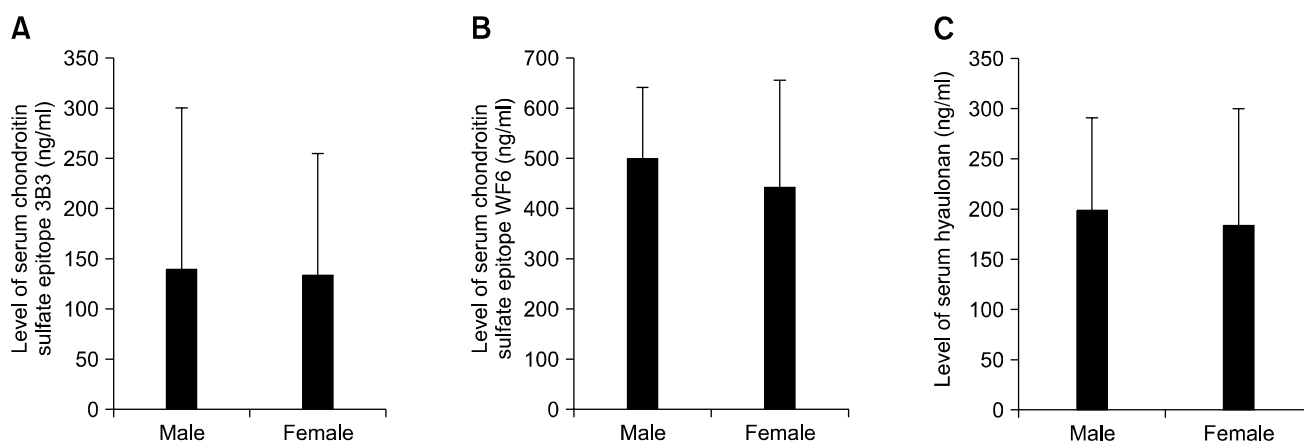 A
Level of serum chondroitin
sulfate epitope 3B3 (ng/ml)
350
300
250
200
150
100
50
0
Male
Female
B
Level of serum chondroitin
sulfate epitope WF6 (ng/ml)
700
600
500
400
300
200
100
0
Male
Female
C
Level of serum hyaulonan (ng/ml)
350
300
250
200
150
100
50
0
Male
Female